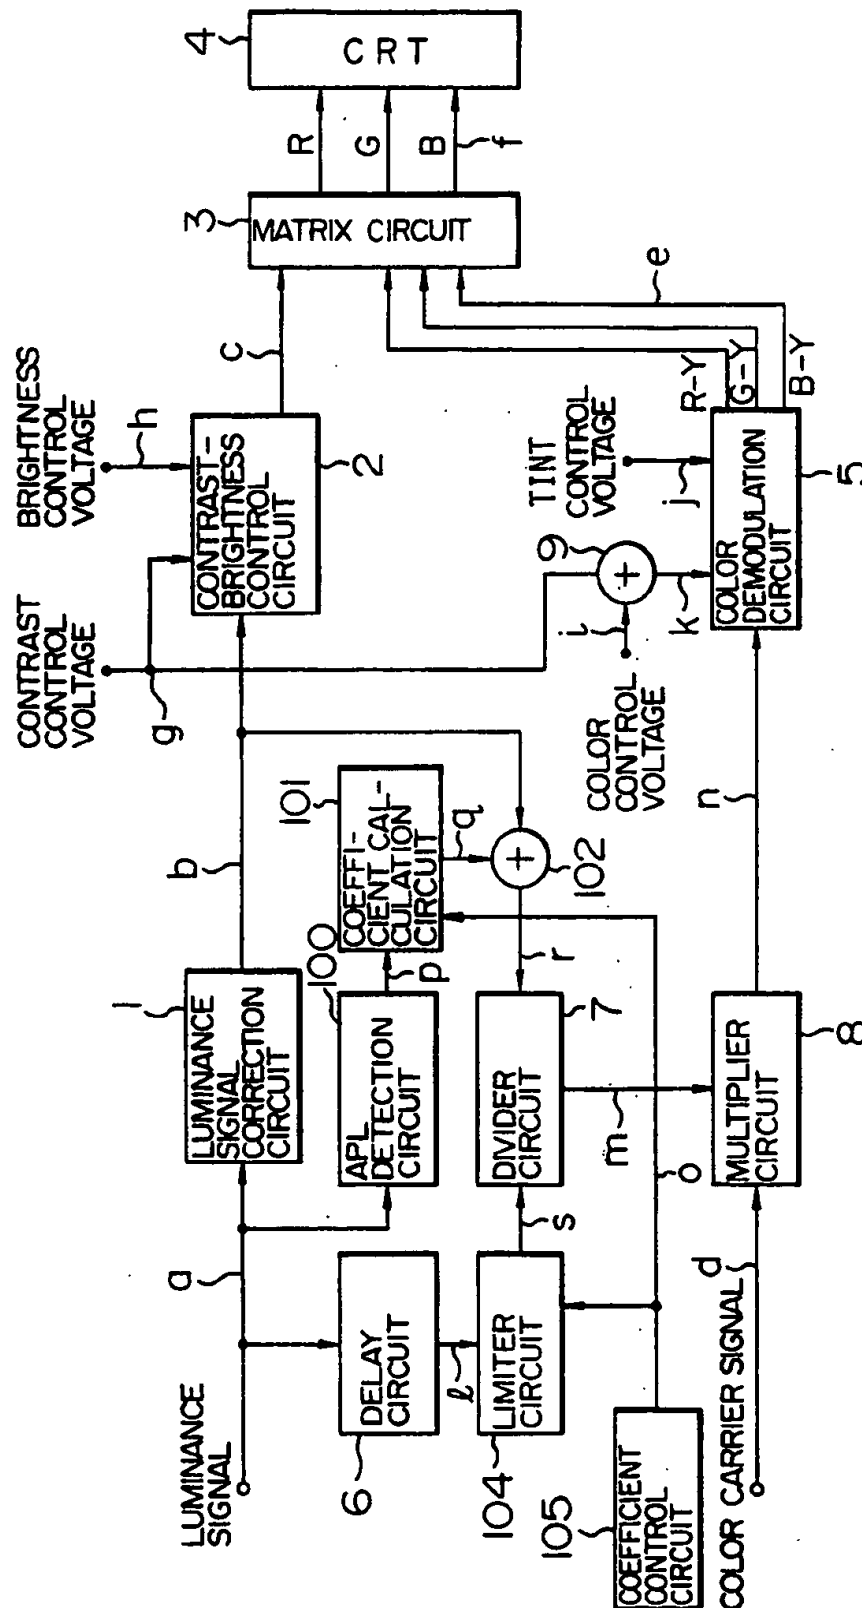 LUMINANCE
SIGNAL
a
1
LUMINANCE
SIGNAL
CORRECTION
CIRCUIT
b
CONTRAST
CONTROL
VOLTAGE
g
BRIGHTNESS
CONTROL
VOLTAGE
h
CONTRAST-
BRIGHTNESS
CONTROL
CIRCUIT
2
c
3
MATRIX CIRCUIT
R
G
B
f
4
CRT
6
DELAY
CIRCUIT
l
100
APL
DETECTION
CIRCUIT
p
101
COEFFI-
CIENT CAL-
CULATION
CIRCUIT
q
+
102
r
104
LIMITER
CIRCUIT
s
DIVIDER
CIRCUIT
7
m
o
105
COEFFICIENT
CONTROL
CIRCUIT
COLOR CARRIER SIGNAL
d
MULTIPLIER
CIRCUIT
8
n
COLOR
CONTROL
VOLTAGE
i
9
+
k
TINT
CONTROL
VOLTAGE
j
COLOR
DEMODULATION
CIRCUIT
5
R-Y
G-Y
B-Y
e